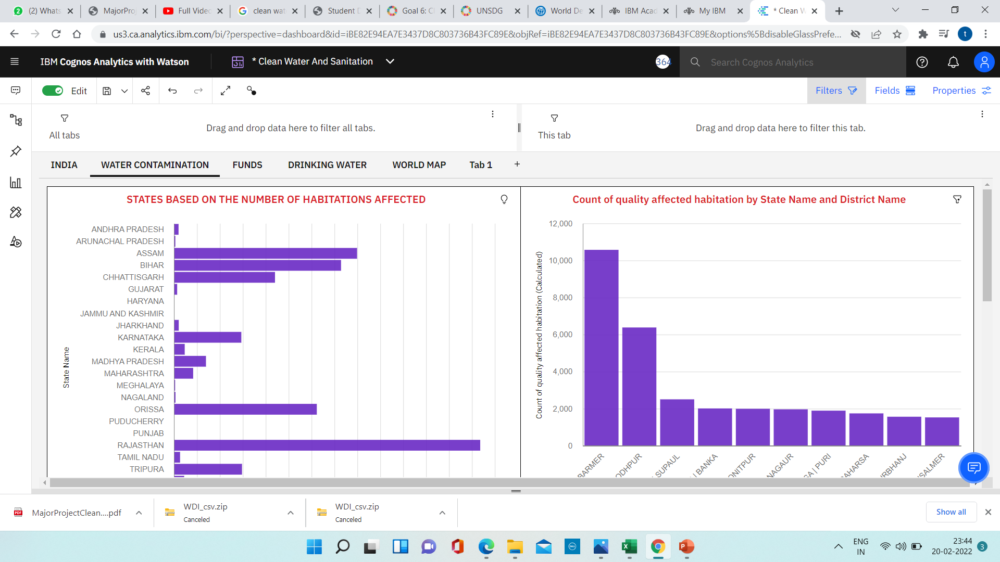 (2) Whats
MajorPro
Full Video
clean wat
Student D
Goal 6: Cl
UNSDG
World De
IBM Acad
My IBM
* Clean W
us3.ca.analytics.ibm.com/bi/?perspective=dashboard&id=iBE82E94EA7E3437D8C803736B43FC89E&objRef=iBE82E94EA7E3437D8C803736B43FC89E&options%5BdisableGlassPrefe...
t
IBM Cognos Analytics with Watson
* Clean Water And Sanitation
364
Search Cognos Analytics
Edit
Filters
Fields
Properties
All tabs
Drag and drop data here to filter all tabs.
This tab
Drag and drop data here to filter this tab.
INDIA
WATER CONTAMINATION
FUNDS
DRINKING WATER
WORLD MAP
Tab 1
STATES BASED ON THE NUMBER OF HABITATIONS AFFECTED
State Name
ANDHRA PRADESH
ARUNACHAL PRADESH
ASSAM
BIHAR
CHHATTISGARH
GUJARAT
HARYANA
JAMMU AND KASHMIR
JHARKHAND
KARNATAKA
KERALA
MADHYA PRADESH
MAHARASHTRA
MEGHALAYA
NAGALAND
ORISSA
PUDUCHERRY
PUNJAB
RAJASTHAN
TAMIL NADU
TRIPURA
Count of quality affected habitation by State Name and District Name
Count of quality affected habitation (Calculated)
12,000
10,000
8,000
6,000
4,000
2,000
0
BARMER
ODHPUR
SUPAUL
| BANKA
ONITPUR
NAGAUR
SA | PURI
AHARSA
RBHANJ
SALMER
MajorProjectClean....pdf
WDI_csv.zip
Canceled
WDI_csv.zip
Canceled
Show all
ENG
IN
23:44
20-02-2022
3